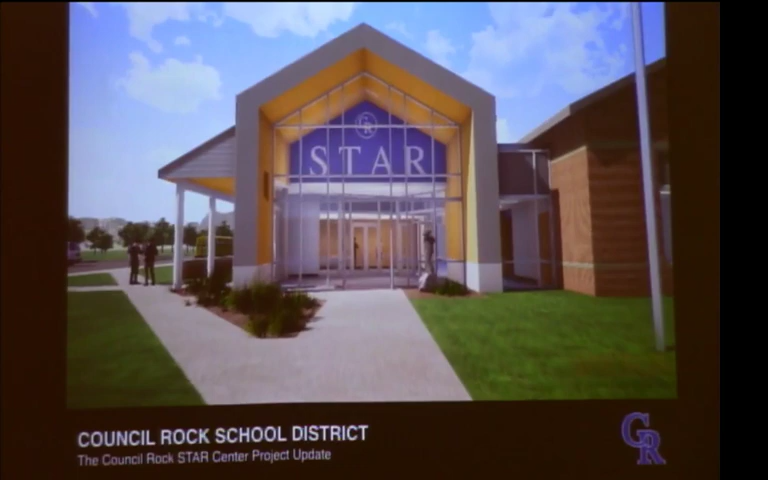 CR
STAR
COUNCIL ROCK SCHOOL DISTRICT
The Council Rock STAR Center Project Update
CR